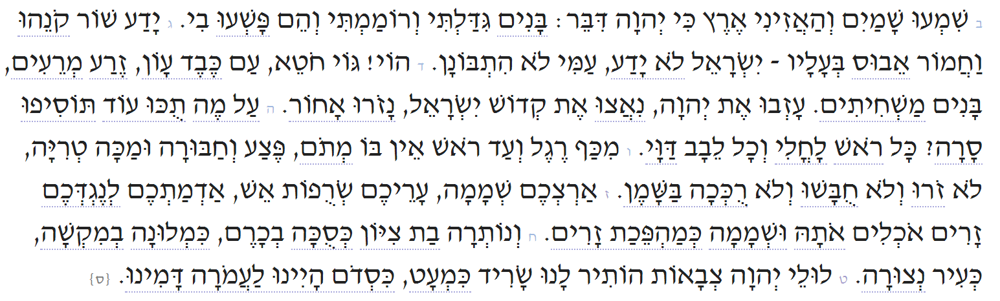 ב שִׁמְעוּ שָׁמַיִם וְהַאֲזִינִי אֶרֶץ כִּי יְהוָה דִּבֵּר: בָּנִים גִּדַּלְתִּי וְרוֹמַמְתִּי וְהֵם פָּשְׁעוּ בִי. ג יָדַע שׁוֹר קֹנֵהוּ
וַחֲמוֹר אֵבוּס בְּעָלָיו - יִשְׂרָאֵל לֹא יָדַע, עַמִּי לֹא הִתְבּוֹנָן. ד הוֹי! גּוֹי חֹטֵא, עַם כֶּבֶד עָוֹן, זֶרַע מְרֵעִים,
בָּנִים מַשְׁחִיתִים. עָזְבוּ אֶת יְהוָה, נִאֲצוּ אֶת קְדוֹשׁ יִשְׂרָאֵל, נָזֹרוּ אָחוֹר. ה עַל מֶה תֻכּוּ עוֹד תּוֹסִיפוּ
סָרָה? כָּל רֹאשׁ לָחֳלִי וְכָל לֵבָב דַּוָּי. ו מִכַּף רֶגֶל וְעַד רֹאשׁ אֵין בּוֹ מְתֹם, פֶּצַע וְחַבּוּרָה וּמַכָּה טְרִיָּה,
לֹא זֹרוּ וְלֹא חֻבָּשׁוּ וְלֹא רֻכְּכָה בַּשָּׁמֶן. ז אַרְצְכֶם שְׁמָמָה, עָרֵיכֶם שְׂרֻפוֹת אֵשׁ, אַדְמַתְכֶם לְנֶגְדְּכֶם
זָרִים אֹכְלִים אֹתָהּ וּשְׁמָמָה כְּמַהְפֵּכַת זָרִים. ח וְנוֹתְרָה בַת צִיּוֹן כְּסֻכָּה בְכָרֶם, כִּמְלוּנָה בְמִקְשָׁה,
כְּעִיר נְצוּרָה. ט לוּלֵי יְהוָה צְבָאוֹת הוֹתִיר לָנוּ שָׂרִיד כִּמְעָט, כִּסְדֹם הָיִינוּ לַעֲמֹרָה דָּמִינוּ. {ס}